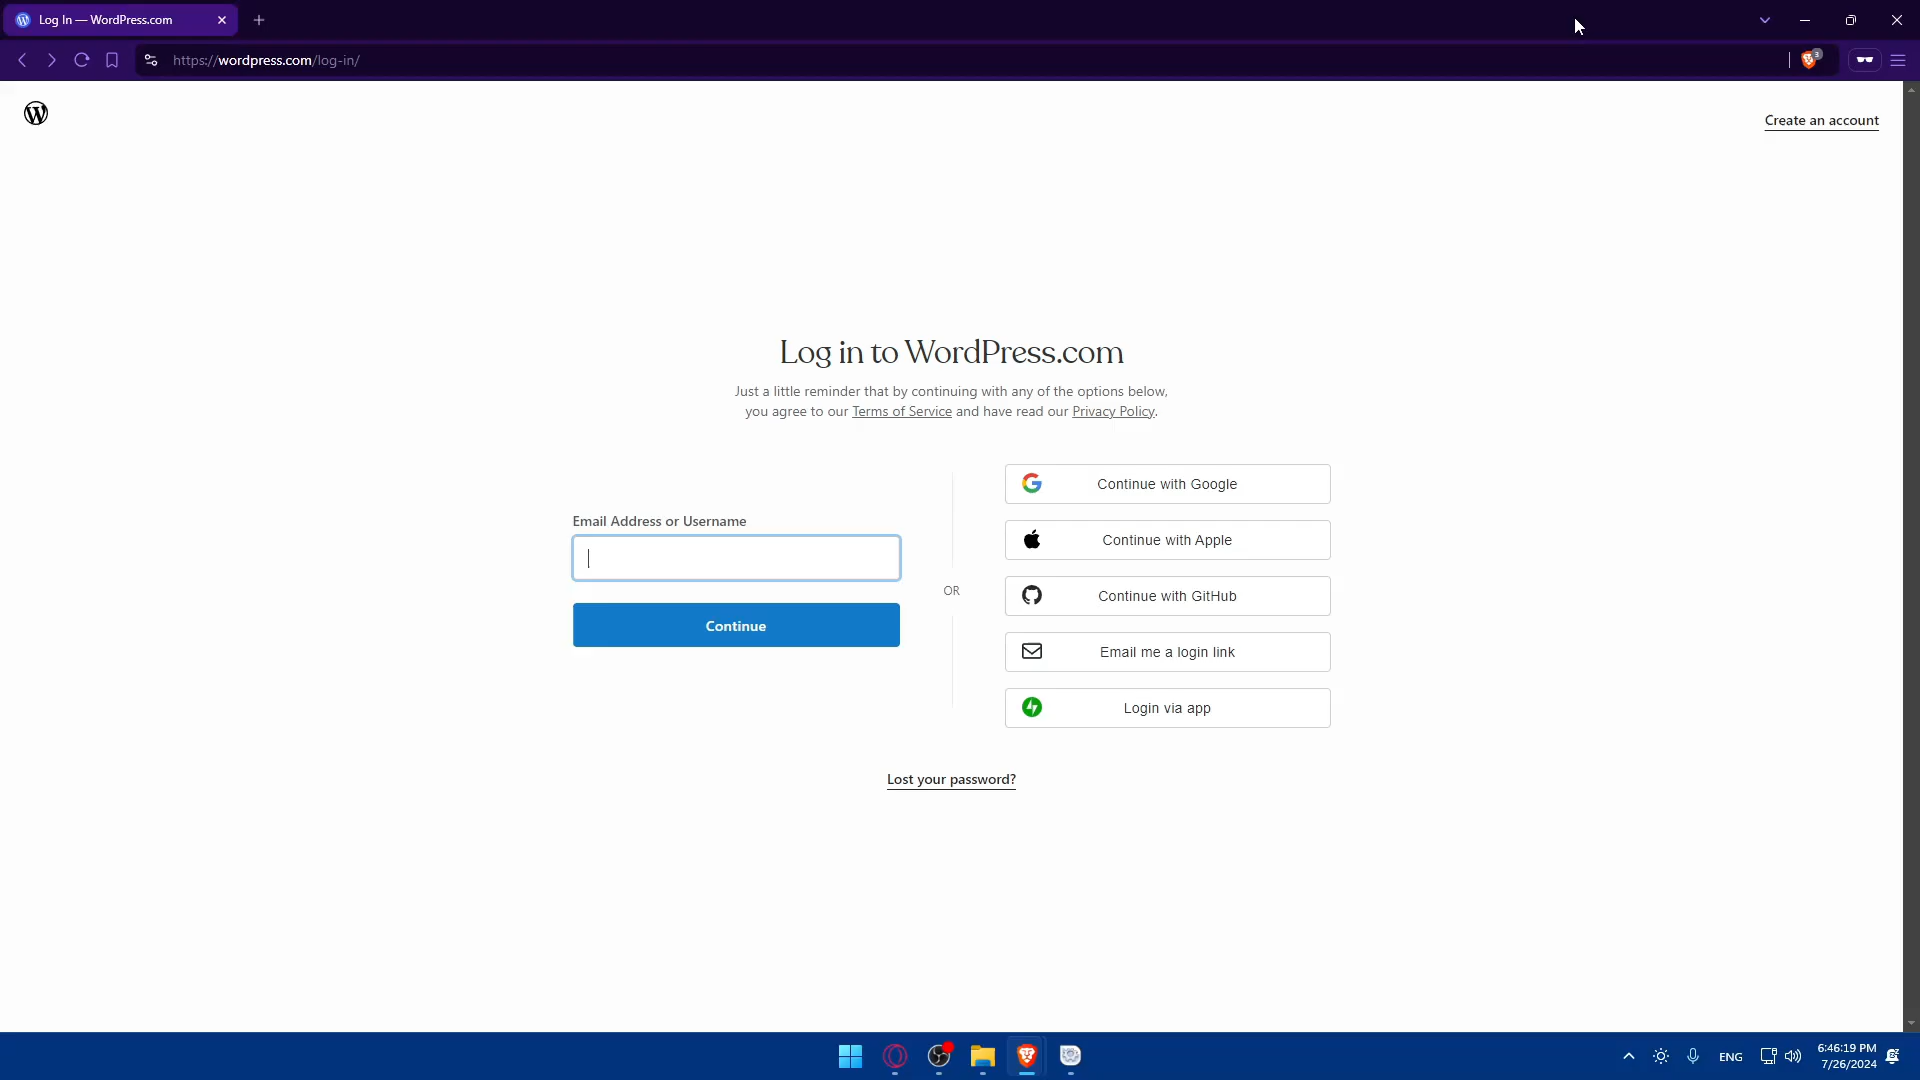 Log In — WordPress.com
https://wordpress.com/log-in/
3
Create an account
Log in to WordPress.com
Just a little reminder that by continuing with any of the options below,
you agree to our Terms of Service and have read our Privacy Policy.
Email Address or Username
Continue
OR
Continue with Google
Continue with Apple
Continue with GitHub
Email me a login link
Login via app
Lost your password?
ENG
6:46:19 PM
7/26/2024